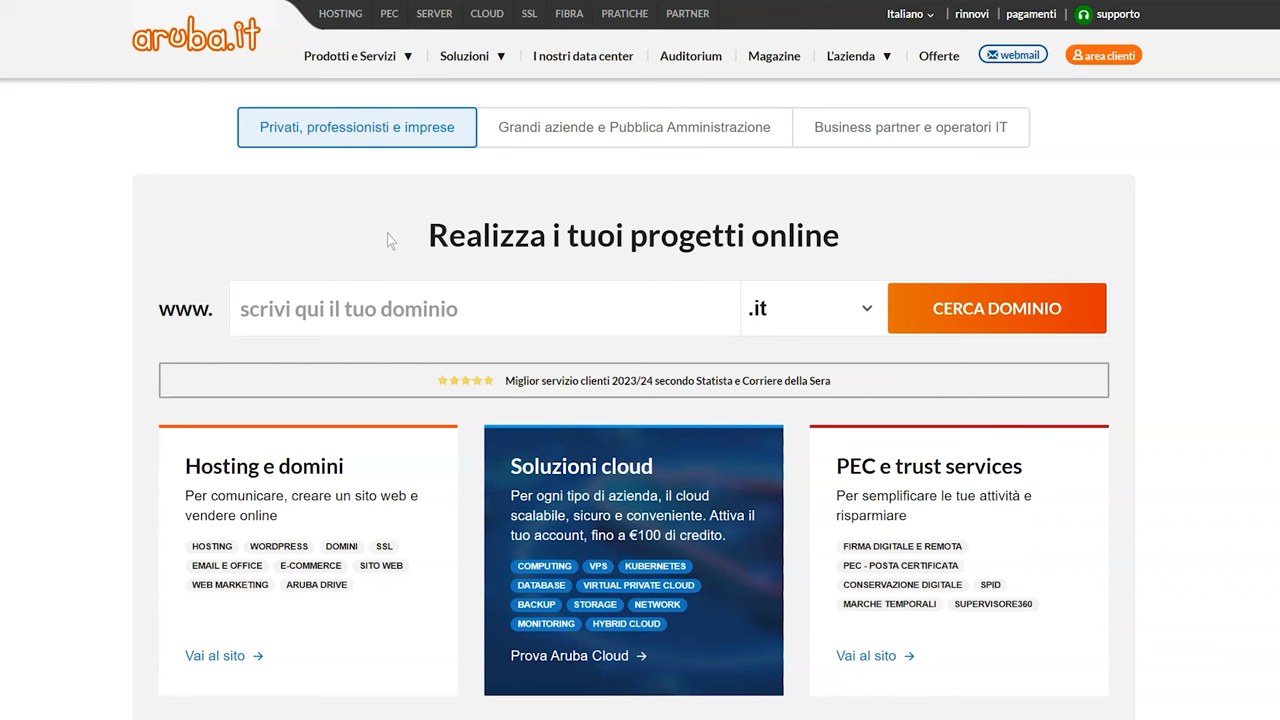 aruba.it
HOSTING PEC SERVER CLOUD SSL FIBRA PRATICHE PARTNER
Italiano | rinnovi | pagamenti | supporto
Prodotti e Servizi ▼ Soluzioni ▼ I nostri data center Auditorium Magazine L'azienda ▼ Offerte webmail area clienti
Privati, professionisti e imprese Grandi aziende e Pubblica Amministrazione Business partner e operatori IT
Realizza i tuoi progetti online
www. scrivi qui il tuo dominio .it CERCA DOMINIO
Miglior servizio clienti 2023/24 secondo Statista e Corriere della Sera
Hosting e domini
Per comunicare, creare un sito web e
vendere online
HOSTING WORDPRESS DOMINI SSL
EMAIL E OFFICE E-COMMERCE SITO WEB
WEB MARKETING ARUBA DRIVE
Vai al sito →
Soluzioni cloud
Per ogni tipo di azienda, il cloud
scalabile, sicuro e conveniente. Attiva il
tuo account, fino a €100 di credito.
COMPUTING VPS KUBERNETES
DATABASE VIRTUAL PRIVATE CLOUD
BACKUP STORAGE NETWORK
MONITORING HYBRID CLOUD
Prova Aruba Cloud →
PEC e trust services
Per semplificare le tue attività e
risparmiare
FIRMA DIGITALE E REMOTA
PEC - POSTA CERTIFICATA
CONSERVAZIONE DIGITALE SPID
MARCHE TEMPORALI SUPERVISORE360
Vai al sito →